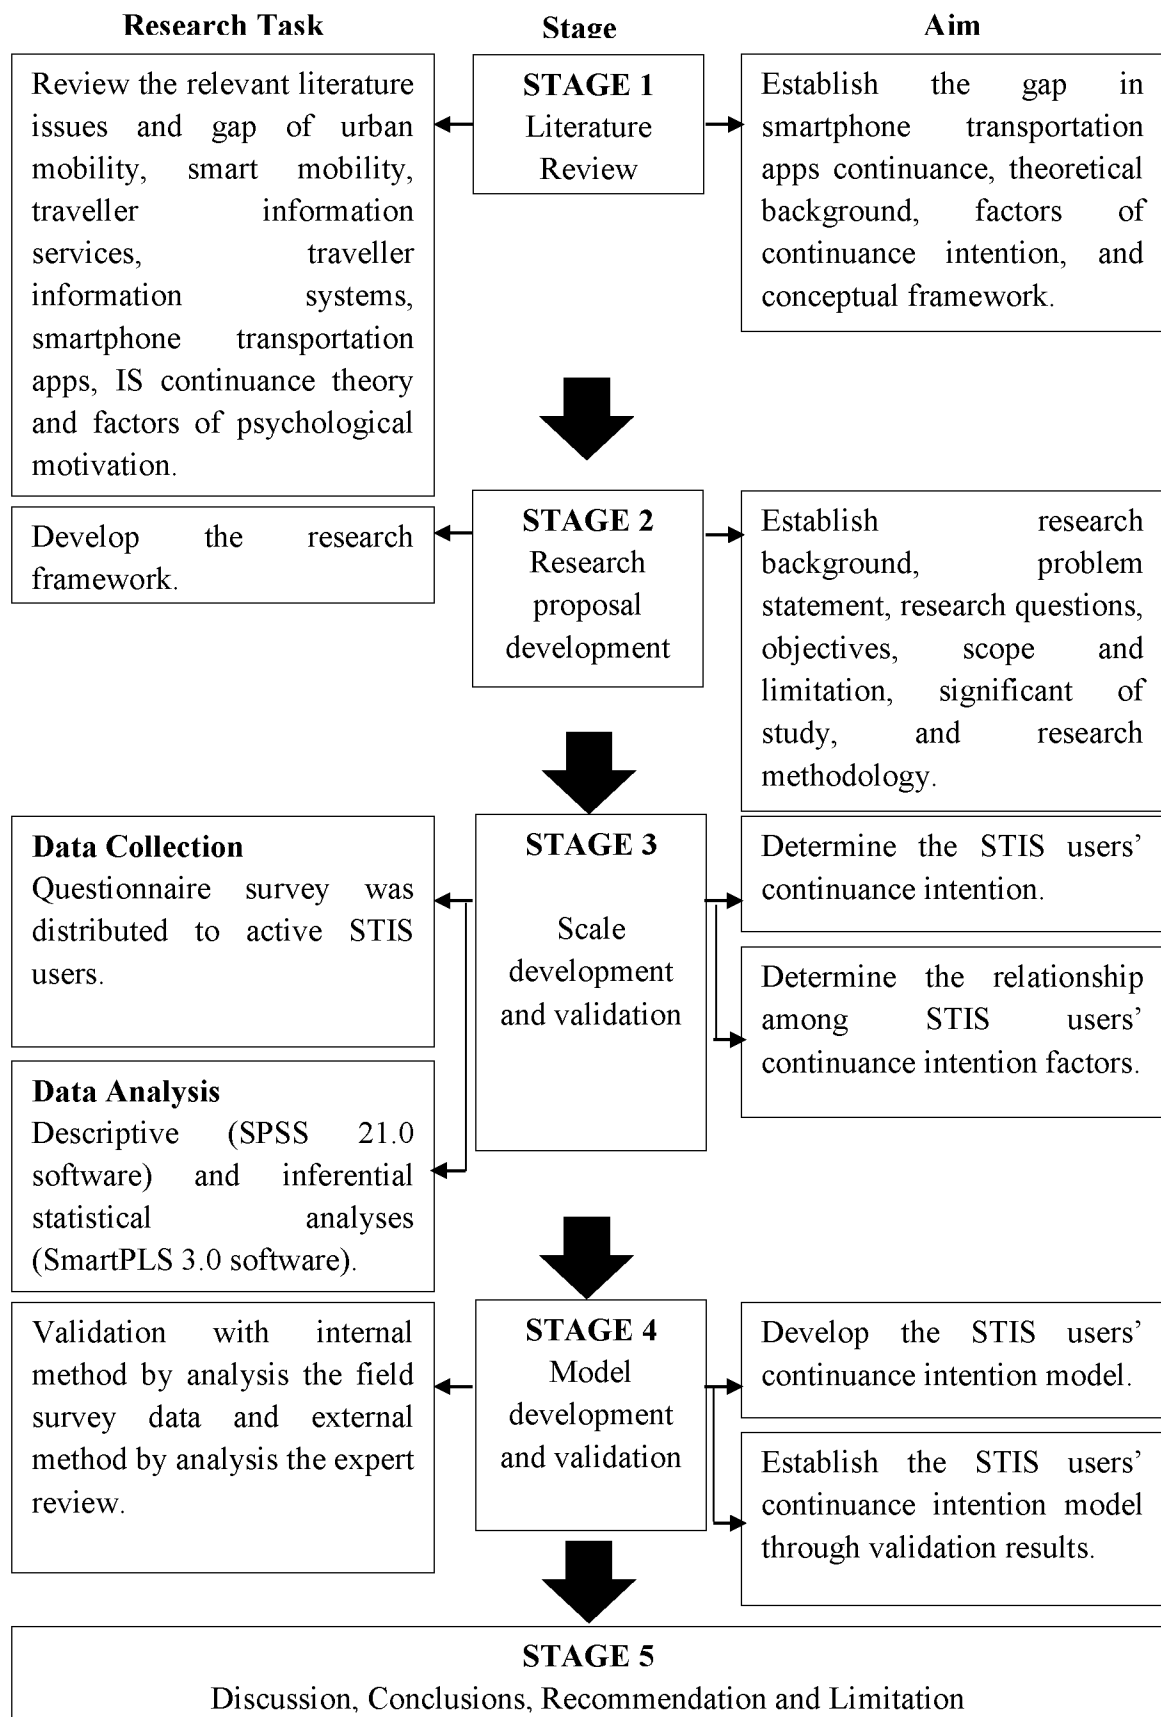 Research Task
Stage
Aim
Review the relevant literature
issues and gap of urban
mobility, smart mobility,
traveller information
services, traveller
information systems,
smartphone transportation
apps, IS continuance theory
and factors of psychological
motivation.
STAGE 1
Literature
Review
Establish the gap in
smartphone transportation
apps continuance, theoretical
background, factors of
continuance intention, and
conceptual framework.
Develop the research
framework.
STAGE 2
Research
proposal
development
Establish research
background, problem
statement, research questions,
objectives, scope and
limitation, significant of
study, and research
methodology.
Data Collection
Questionnaire survey was
distributed to active STIS
users.
Data Analysis
Descriptive (SPSS 21.0
software) and inferential
statistical analyses
(SmartPLS 3.0 software).
STAGE 3
Scale
development
and validation
Determine the STIS users’
continuance intention.
Determine the relationship
among STIS users’
continuance intention factors.
Validation with internal
method by analysis the field
survey data and external
method by analysis the expert
review.
STAGE 4
Model
development
and validation
Develop the STIS users’
continuance intention model.
Establish the STIS users’
continuance intention model
through validation results.
STAGE 5
Discussion, Conclusions, Recommendation and Limitation